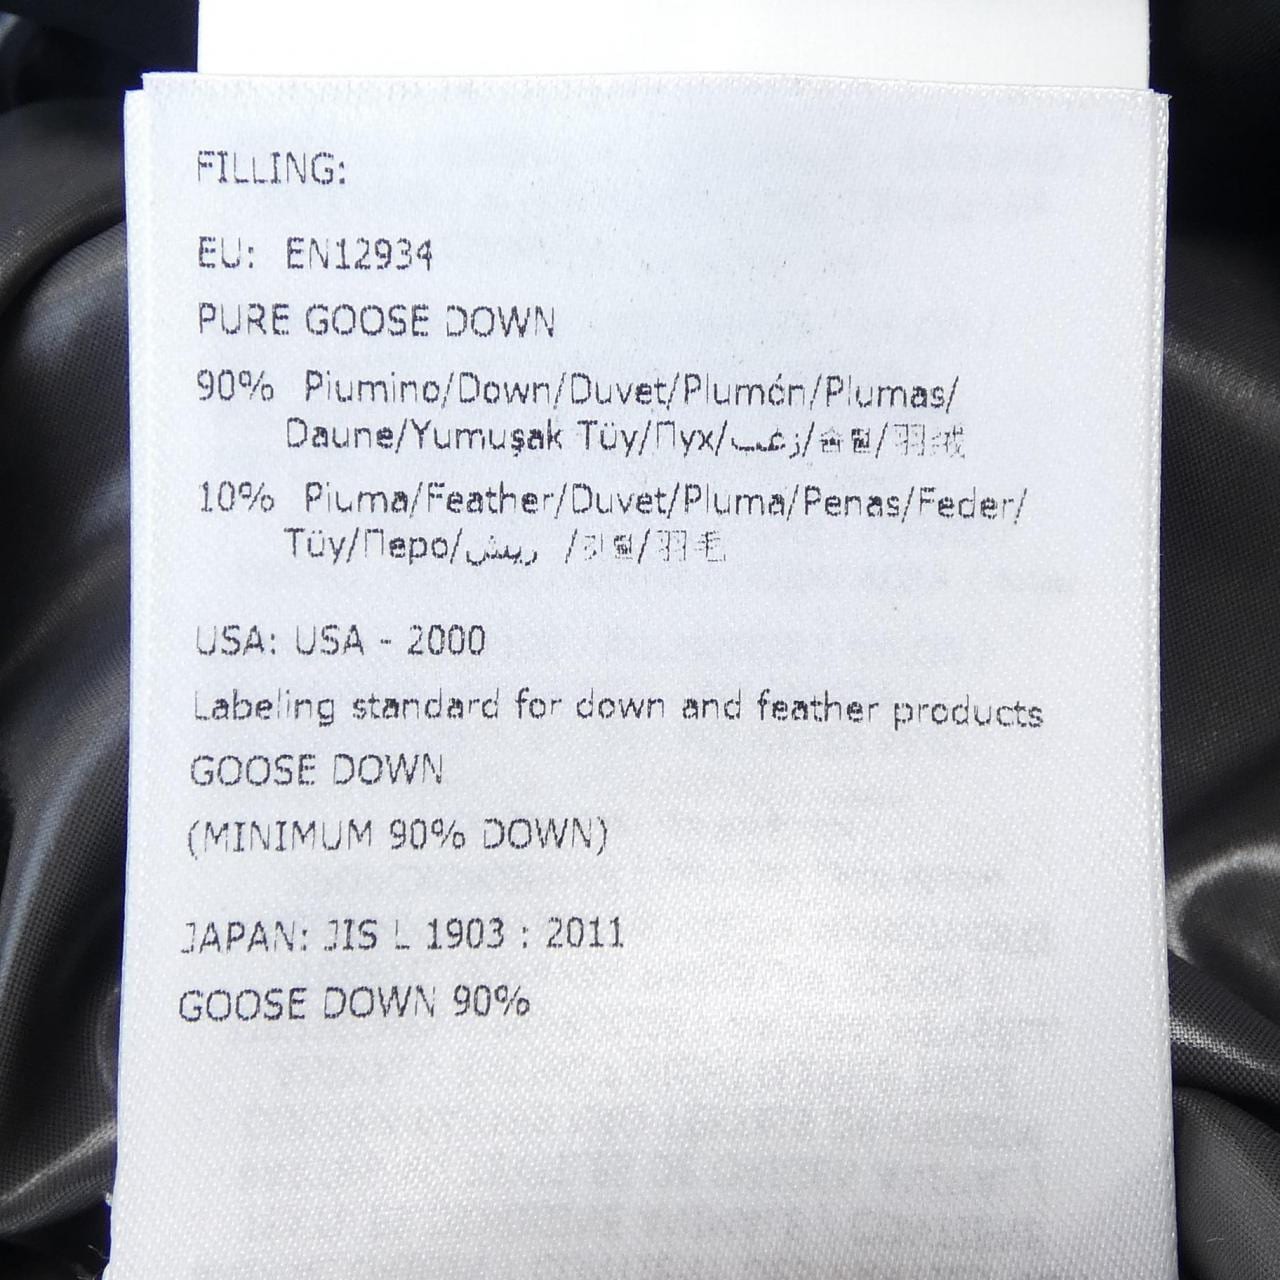 FILLING:
EU: EN12934
PURE GOOSE DOWN
90% Piumino/Down/Duvet/Plumón/Plumas/
Daune/Yumuşak Tüy/Пух/زغب/솜털/羽绒
10% Piuma/Feather/Duvet/Pluma/Penas/Feder/
Tüy/Перо/ريش /깃털/羽毛
USA: USA - 2000
Labeling standard for down and feather products
GOOSE DOWN
(MINIMUM 90% DOWN)
JAPAN: JIS L 1903 : 2011
GOOSE DOWN 90%